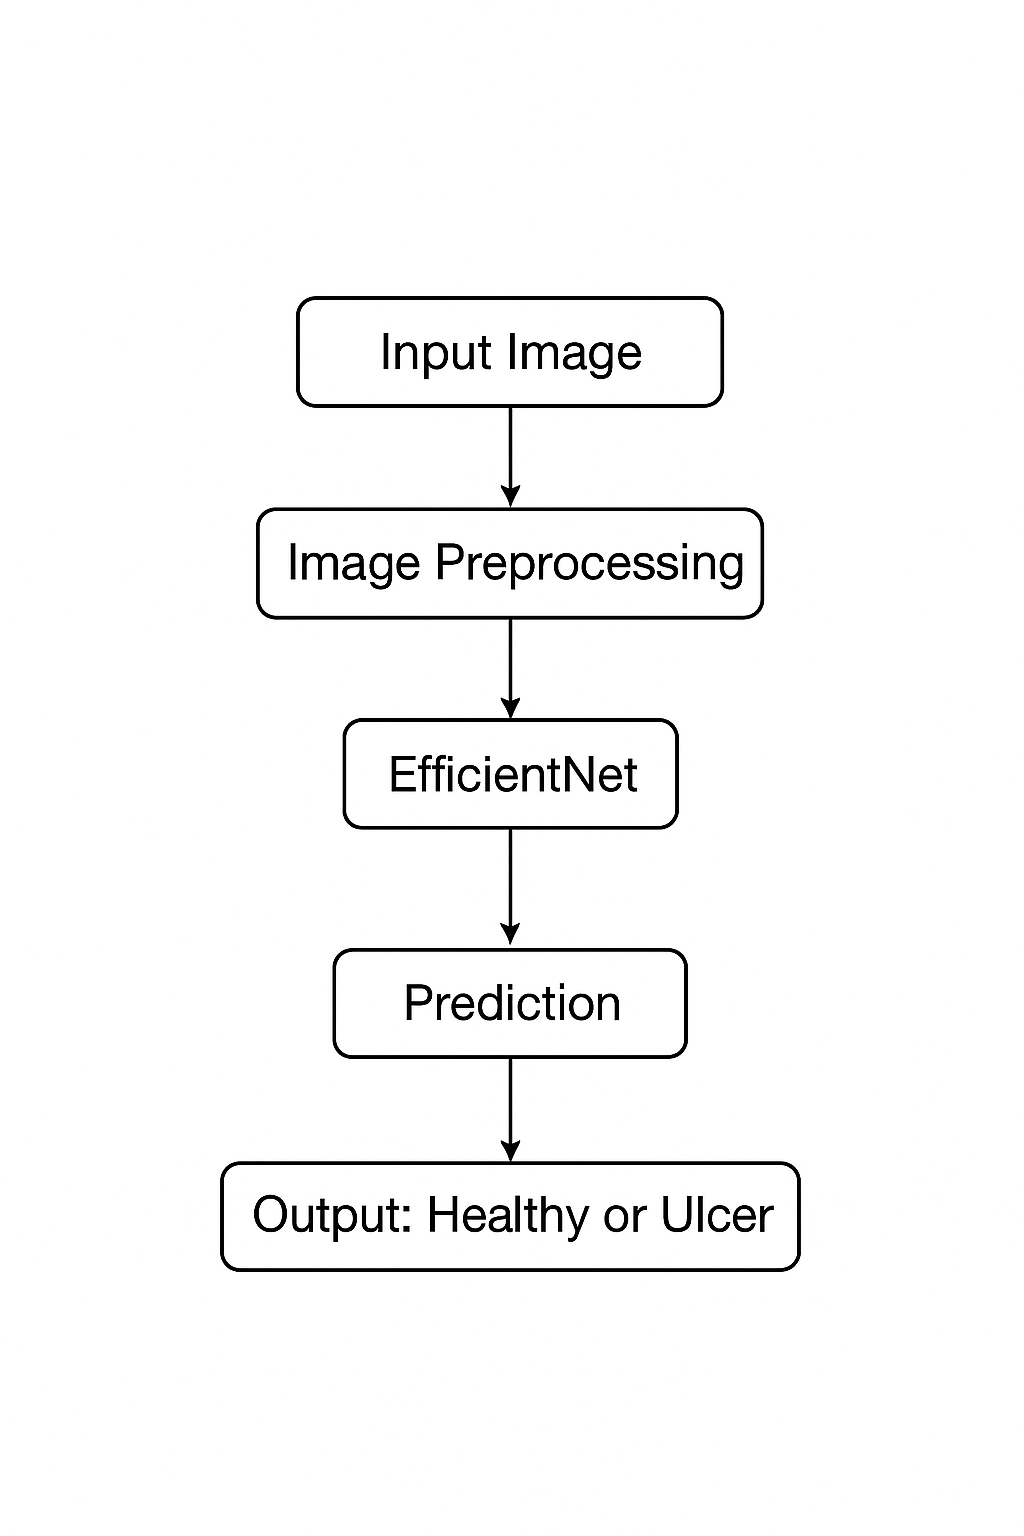 Input Image
Image Preprocessing
EfficientNet
Prediction
Output: Healthy or Ulcer